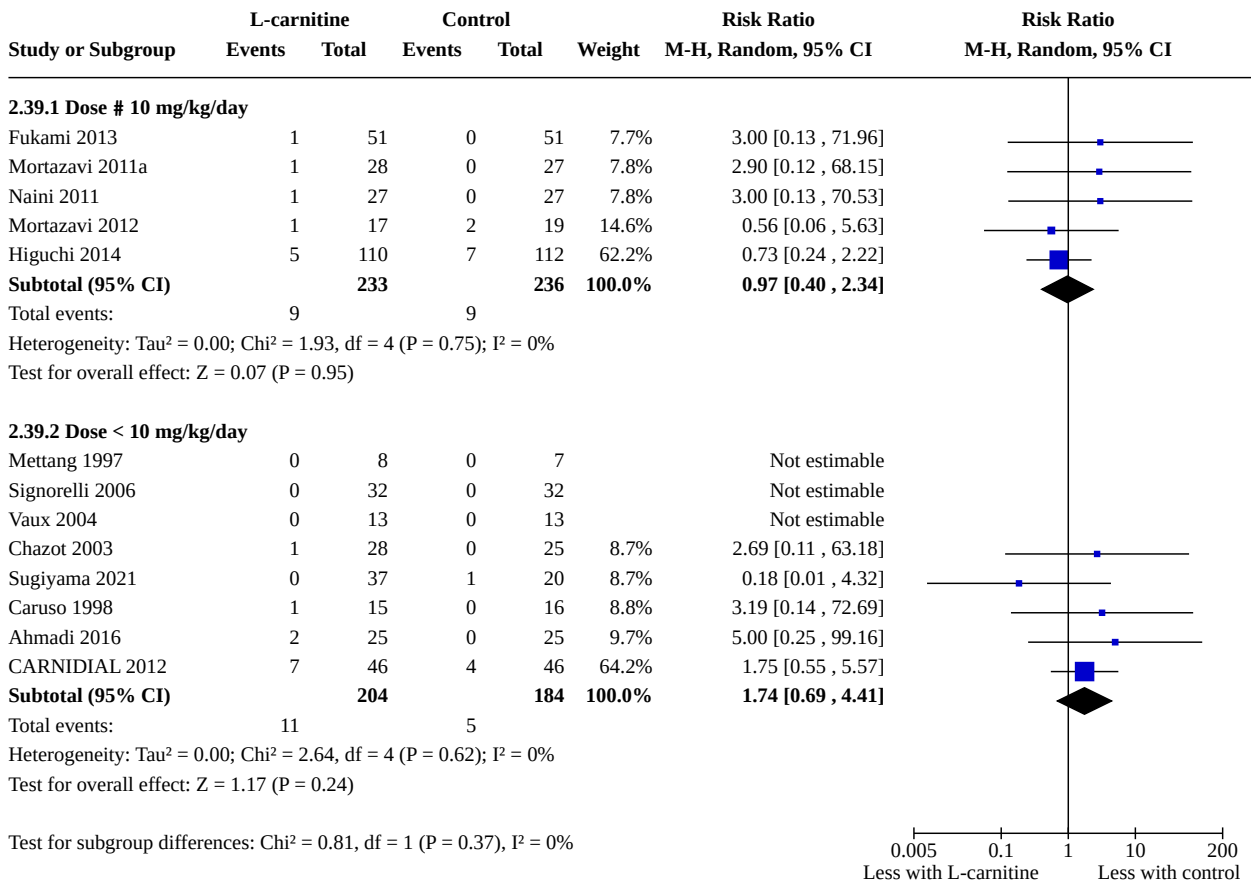 L-carnitine Control Risk Ratio Risk Ratio
Study or Subgroup Events Total Events Total Weight M-H, Random, 95% CI M-H, Random, 95% CI
2.39.1 Dose # 10 mg/kg/day
Fukami 2013 1 51 0 51 7.7% 3.00 [0.13 , 71.96]
Mortazavi 2011a 1 28 0 27 7.8% 2.90 [0.12 , 68.15]
Naini 2011 1 27 0 27 7.8% 3.00 [0.13 , 70.53]
Mortazavi 2012 1 17 2 19 14.6% 0.56 [0.06 , 5.63]
Higuchi 2014 5 110 7 112 62.2% 0.73 [0.24 , 2.22]
Subtotal (95% CI) 233 236 100.0% 0.97 [0.40 , 2.34]
Total events: 9 9
Heterogeneity: Tau² = 0.00; Chi² = 1.93, df = 4 (P = 0.75); I² = 0%
Test for overall effect: Z = 0.07 (P = 0.95)
2.39.2 Dose < 10 mg/kg/day
Mettang 1997 0 8 0 7 Not estimable
Signorelli 2006 0 32 0 32 Not estimable
Vaux 2004 0 13 0 13 Not estimable
Chazot 2003 1 28 0 25 8.7% 2.69 [0.11 , 63.18]
Sugiyama 2021 0 37 1 20 8.7% 0.18 [0.01 , 4.32]
Caruso 1998 1 15 0 16 8.8% 3.19 [0.14 , 72.69]
Ahmadi 2016 2 25 0 25 9.7% 5.00 [0.25 , 99.16]
CARNIDIAL 2012 7 46 4 46 64.2% 1.75 [0.55 , 5.57]
Subtotal (95% CI) 204 184 100.0% 1.74 [0.69 , 4.41]
Total events: 11 5
Heterogeneity: Tau² = 0.00; Chi² = 2.64, df = 4 (P = 0.62); I² = 0%
Test for overall effect: Z = 1.17 (P = 0.24)
Test for subgroup differences: Chi² = 0.81, df = 1 (P = 0.37), I² = 0%
0.005 0.1 1 10 200
Less with L-carnitine Less with control